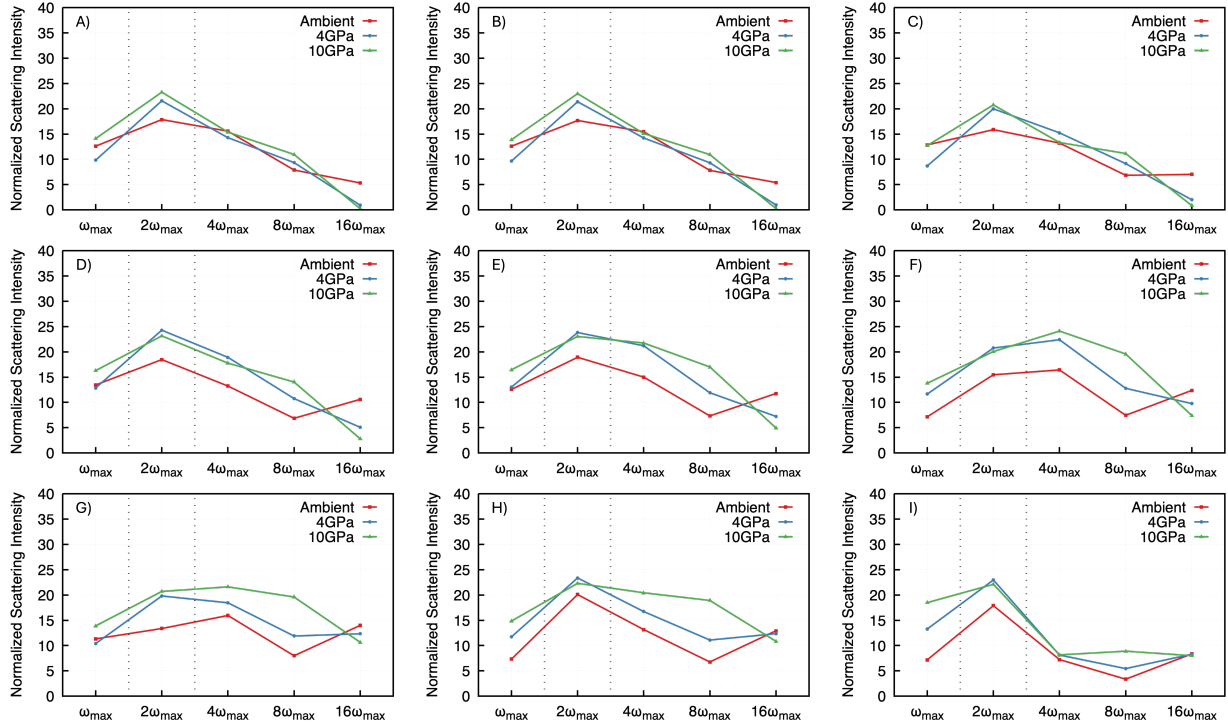 A)
Normalized Scattering Intensity
Ambient
4GPa
10GPa
40
35
30
25
20
15
10
5
0
ωmax 2ωmax 4ωmax 8ωmax 16ωmax
B)
Normalized Scattering Intensity
Ambient
4GPa
10GPa
40
35
30
25
20
15
10
5
0
ωmax 2ωmax 4ωmax 8ωmax 16ωmax
C)
Normalized Scattering Intensity
Ambient
4GPa
10GPa
40
35
30
25
20
15
10
5
0
ωmax 2ωmax 4ωmax 8ωmax 16ωmax
D)
Normalized Scattering Intensity
Ambient
4GPa
10GPa
40
35
30
25
20
15
10
5
0
ωmax 2ωmax 4ωmax 8ωmax 16ωmax
E)
Normalized Scattering Intensity
Ambient
4GPa
10GPa
40
35
30
25
20
15
10
5
0
ωmax 2ωmax 4ωmax 8ωmax 16ωmax
F)
Normalized Scattering Intensity
Ambient
4GPa
10GPa
40
35
30
25
20
15
10
5
0
ωmax 2ωmax 4ωmax 8ωmax 16ωmax
G)
Normalized Scattering Intensity
Ambient
4GPa
10GPa
40
35
30
25
20
15
10
5
0
ωmax 2ωmax 4ωmax 8ωmax 16ωmax
H)
Normalized Scattering Intensity
Ambient
4GPa
10GPa
40
35
30
25
20
15
10
5
0
ωmax 2ωmax 4ωmax 8ωmax 16ωmax
I)
Normalized Scattering Intensity
Ambient
4GPa
10GPa
40
35
30
25
20
15
10
5
0
ωmax 2ωmax 4ωmax 8ωmax 16ωmax